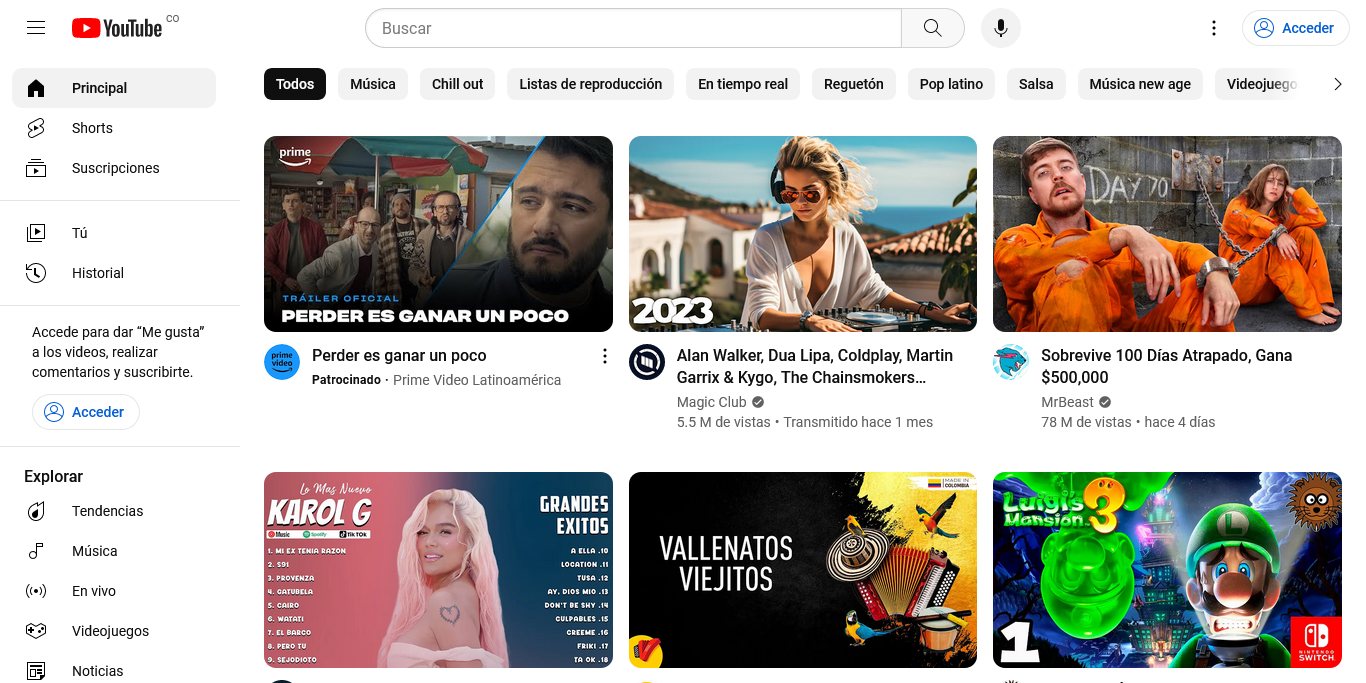 YouTube CO
Buscar
Acceder
Principal
Shorts
Suscripciones
Tú
Historial
Accede para dar “Me gusta”
a los videos, realizar
comentarios y suscribirte.
Acceder
Explorar
Tendencias
Música
En vivo
Videojuegos
Noticias
Todos
Música
Chill out
Listas de reproducción
En tiempo real
Reguetón
Pop latino
Salsa
Música new age
Videojuego
prime
TRÁILER OFICIAL
PERDER ES GANAR UN POCO
prime
video
Perder es ganar un poco
Patrocinado · Prime Video Latinoamérica
2023
Alan Walker, Dua Lipa, Coldplay, Martin
Garrix & Kygo, The Chainsmokers…
Magic Club
5.5 M de vistas • Transmitido hace 1 mes
DAY 70
Sobrevive 100 Días Atrapado, Gana
$500,000
MrBeast
78 M de vistas • hace 4 días
Lo Mas Nuevo
KAROL G
Music
Spotify
TikTok
1. MI EX TENIA RAZON
2. S91
3. PROVENZA
4. GATUBELA
5. CAIRO
6. WATATI
7. EL BARCO
8. PERO TU
9. SEJODIOTO
GRANDES
EXITOS
A ELLA .10
LOCATION .11
TUSA .12
AY, DIOS MIO .13
DON'T BE SHY .14
CULPABLES .15
CREEME .16
FRIKI .17
TA OK .18
MADE IN
COLOMBIA
VALLENATOS
VIEJITOS
Luigi's
Mansion 3
L
1
NINTENDO
SWITCH